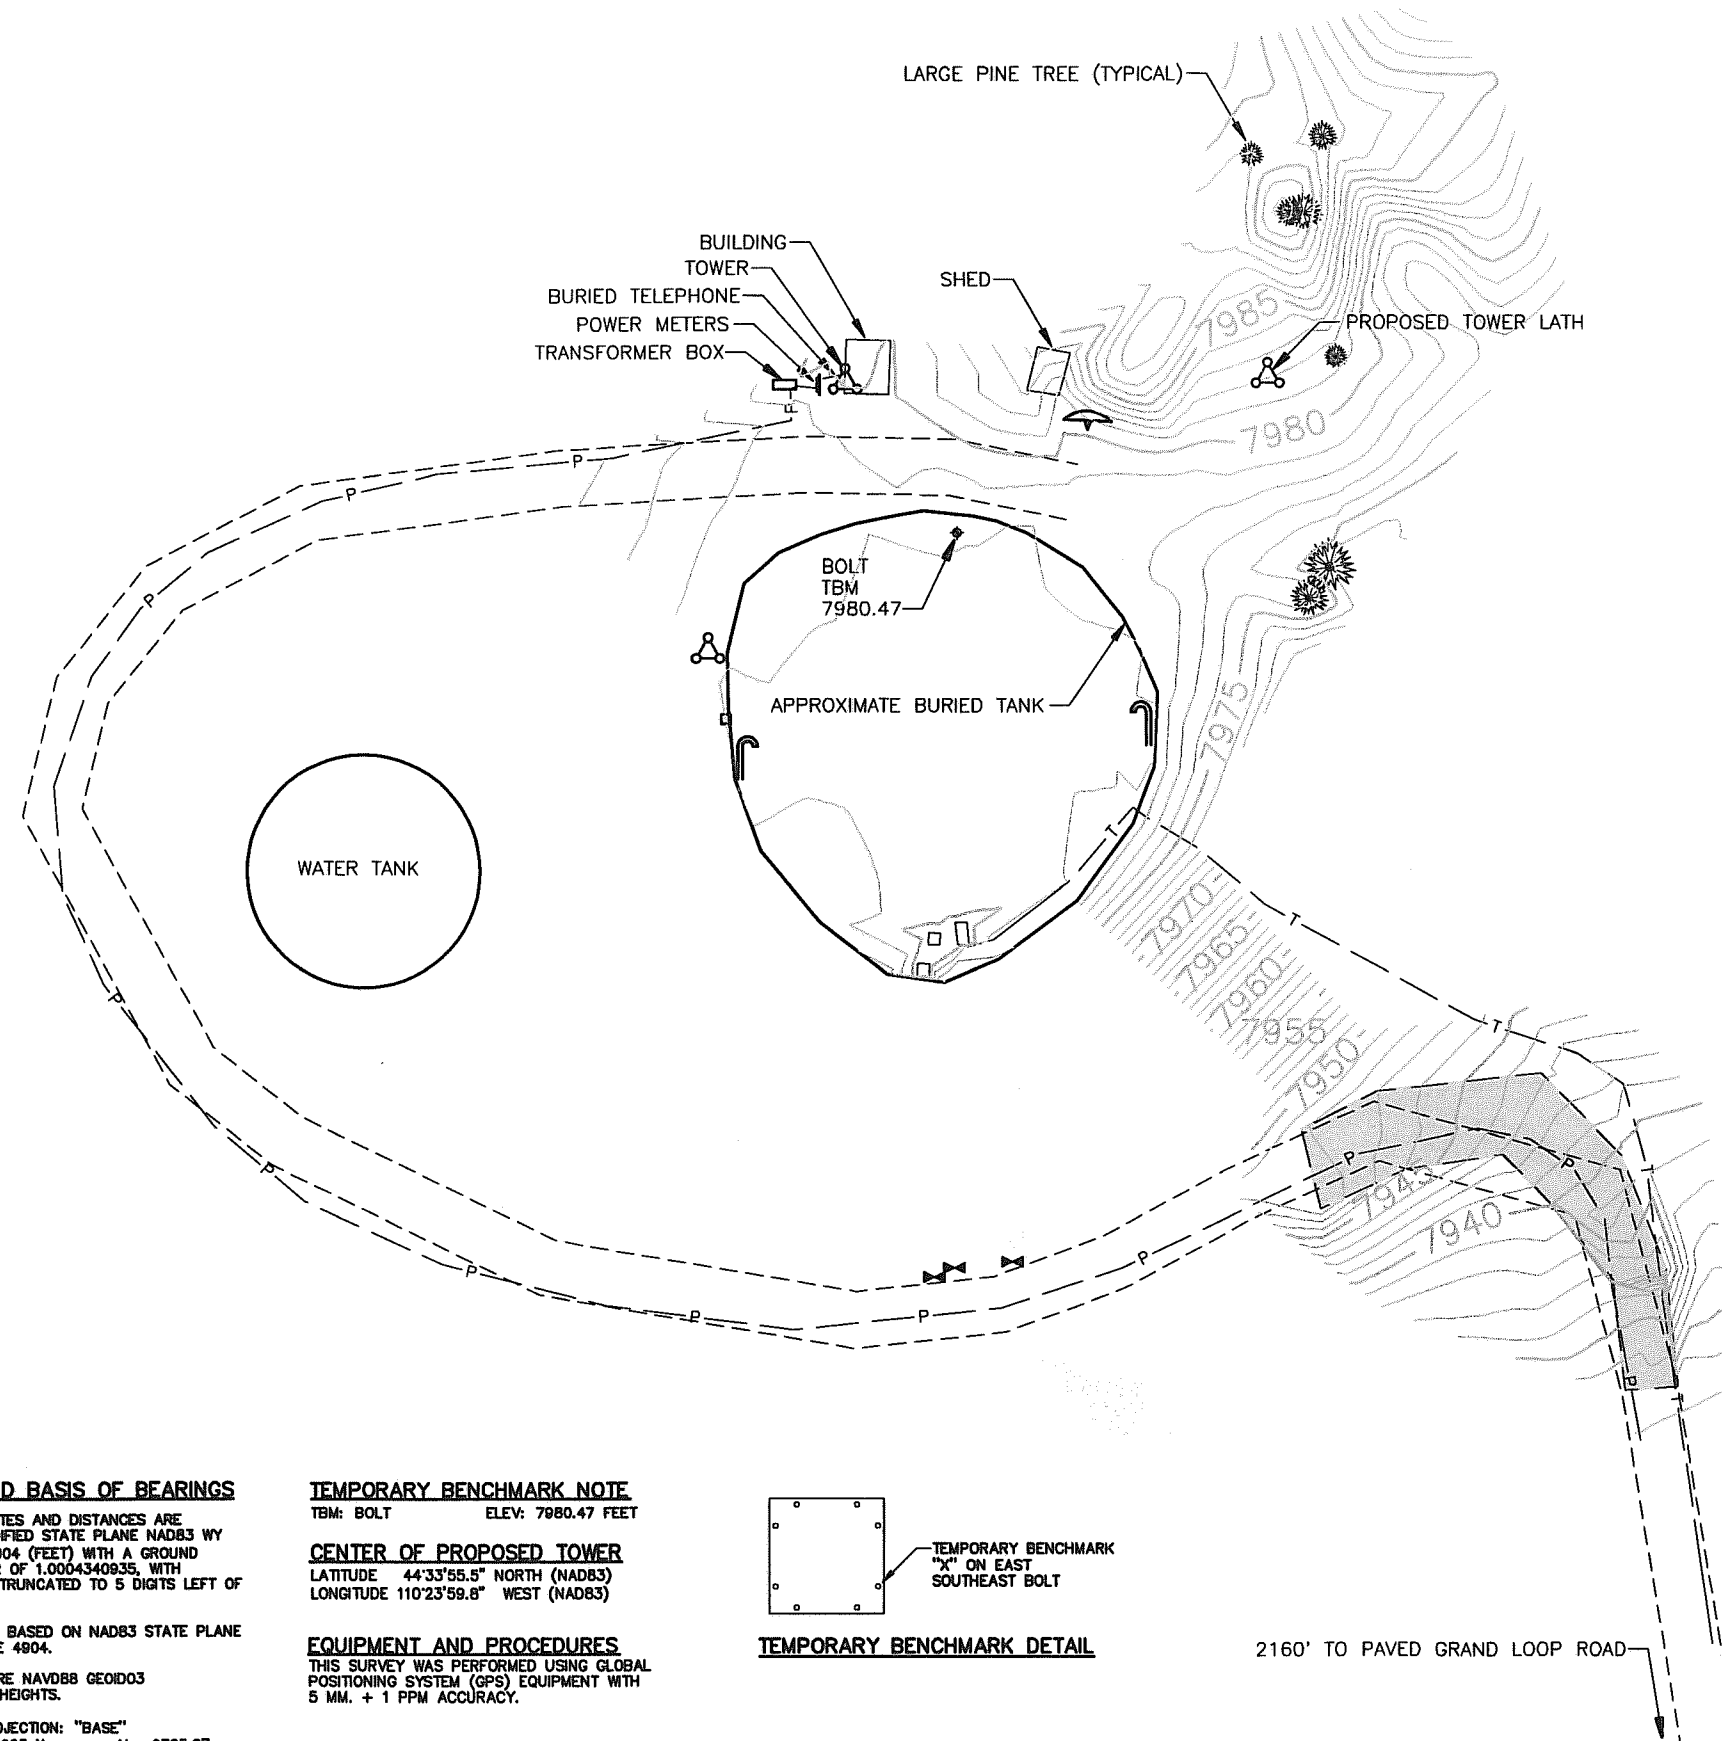 LARGE PINE TREE (TYPICAL)
BUILDING
TOWER
BURIED TELEPHONE
POWER METERS
TRANSFORMER BOX
SHED
7985
PROPOSED TOWER LATH
7980
P
P
P
P
BOLT
TBM
7980.47
APPROXIMATE BURIED TANK
7975
WATER TANK
T
T
7970
7965
7960
7955
7950
T
P
P
P
P
7945
7940
T
P
P
P
P
P
T
D BASIS OF BEARINGS
TES AND DISTANCES ARE
IFIED STATE PLANE NAD83 WY
904 (FEET) WITH A GROUND
OF 1.0004340935, WITH
TRUNCATED TO 5 DIGITS LEFT OF
BASED ON NAD83 STATE PLANE
E 4904.
RE NAVD88 GEOID03
HEIGHTS.
OJECTION: "BASE"
TEMPORARY BENCHMARK NOTE
TBM: BOLT ELEV: 7980.47 FEET
CENTER OF PROPOSED TOWER
LATITUDE 44°33'55.5" NORTH (NAD83)
LONGITUDE 110°23'59.8" WEST (NAD83)
EQUIPMENT AND PROCEDURES
THIS SURVEY WAS PERFORMED USING GLOBAL
POSITIONING SYSTEM (GPS) EQUIPMENT WITH
5 MM. + 1 PPM ACCURACY.
TEMPORARY BENCHMARK
"X" ON EAST
SOUTHEAST BOLT
TEMPORARY BENCHMARK DETAIL
2160' TO PAVED GRAND LOOP ROAD